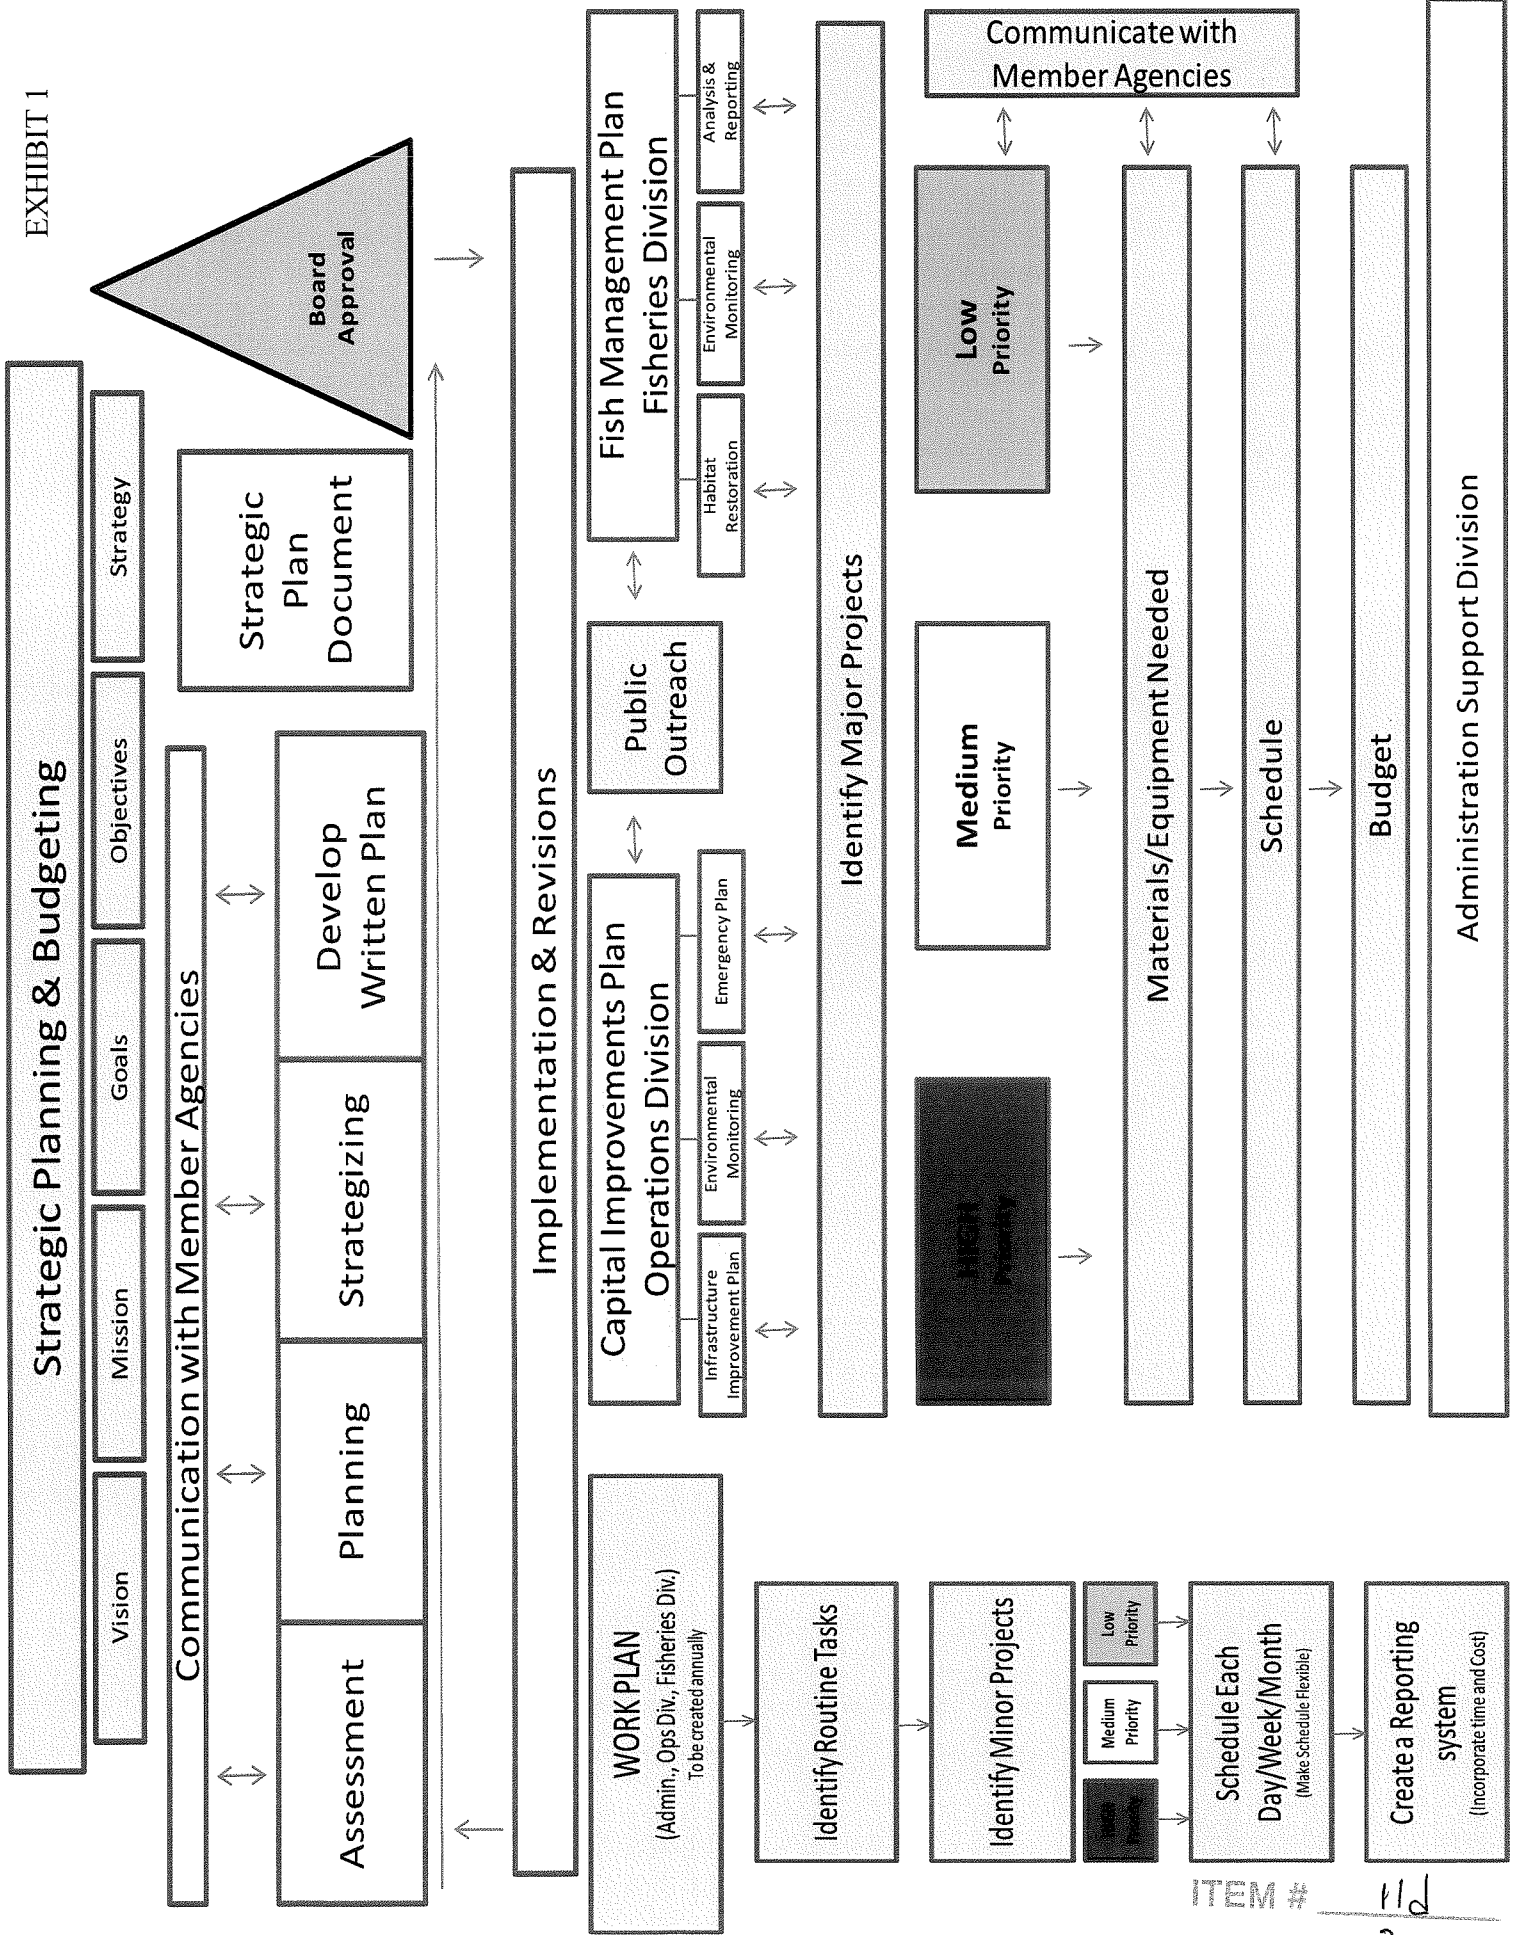 EXHIBIT 1
Strategic Planning & Budgeting
Vision
Mission
Goals
Objectives
Strategy
Communication with Member Agencies
Assessment
Planning
Strategizing
Develop
Written Plan
Strategic
Plan
Document
Board
Approval
Implementation & Revisions
WORK PLAN
(Admin., Ops Div., Fisheries Div.)
To be created annually
Identify Routine Tasks
Identify Minor Projects
HIGH
Priority
Medium
Priority
Low
Priority
Schedule Each
Day/Week/Month
(Make Schedule Flexible)
Create a Reporting
system
(Incorporate time and Cost)
Capital Improvements Plan
Operations Division
Infrastructure
Improvement Plan
Environmental
Monitoring
Emergency Plan
Public
Outreach
Fish Management Plan
Fisheries Division
Habitat
Restoration
Environmental
Monitoring
Analysis &
Reporting
Identify Major Projects
HIGH
Priority
Medium
Priority
Low
Priority
Communicate with
Member Agencies
Materials/Equipment Needed
Schedule
Budget
Administration Support Division
ITEM #